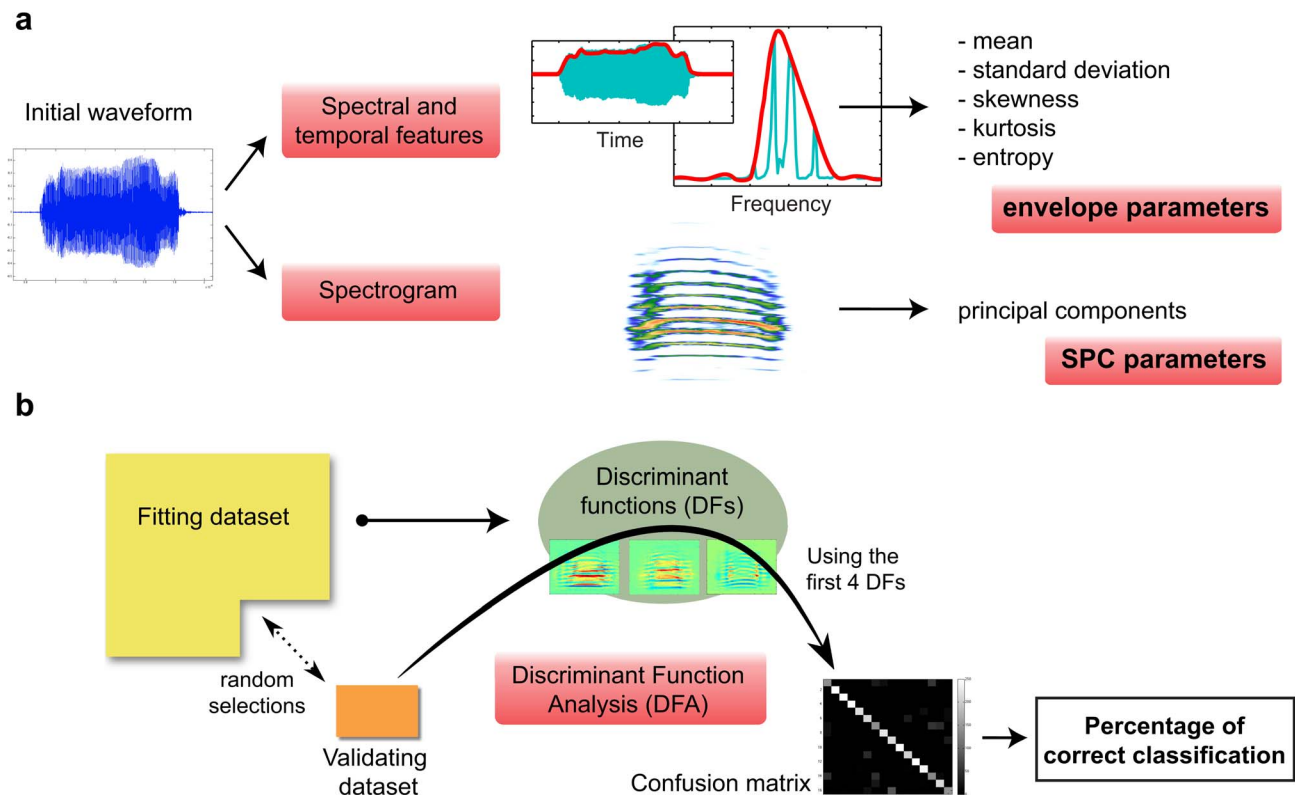 a
Initial waveform
Spectral and
temporal features
Spectrogram
Time
Frequency
- mean
- standard deviation
- skewness
- kurtosis
- entropy
envelope parameters
principal components
SPC parameters
b
Fitting dataset
random
selections
Validating
dataset
Discriminant
functions (DFs)
Using the
first 4 DFs
Discriminant Function
Analysis (DFA)
Confusion matrix
Percentage of
correct classification